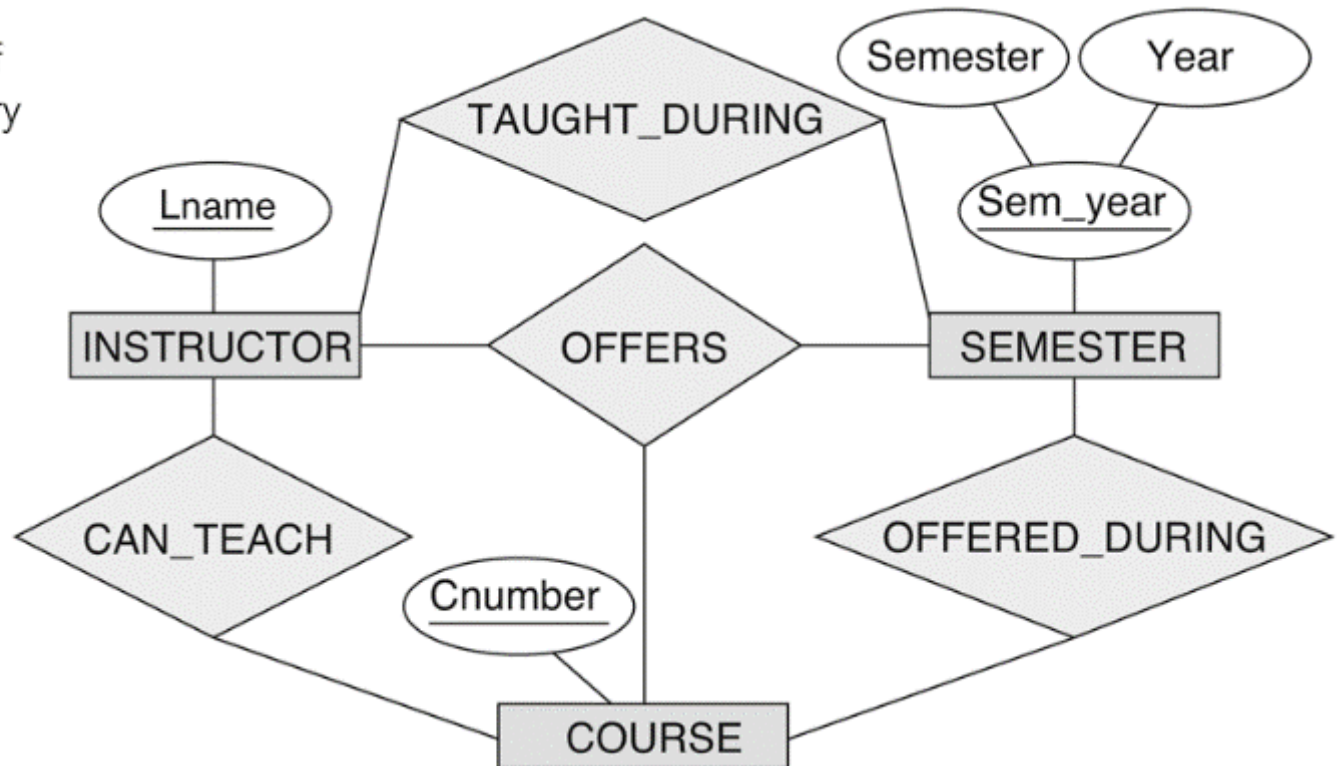 Semester
Year
TAUGHT_DURING
Lname
Sem_year
INSTRUCTOR
OFFERS
SEMESTER
CAN_TEACH
OFFERED_DURING
Cnumber
COURSE